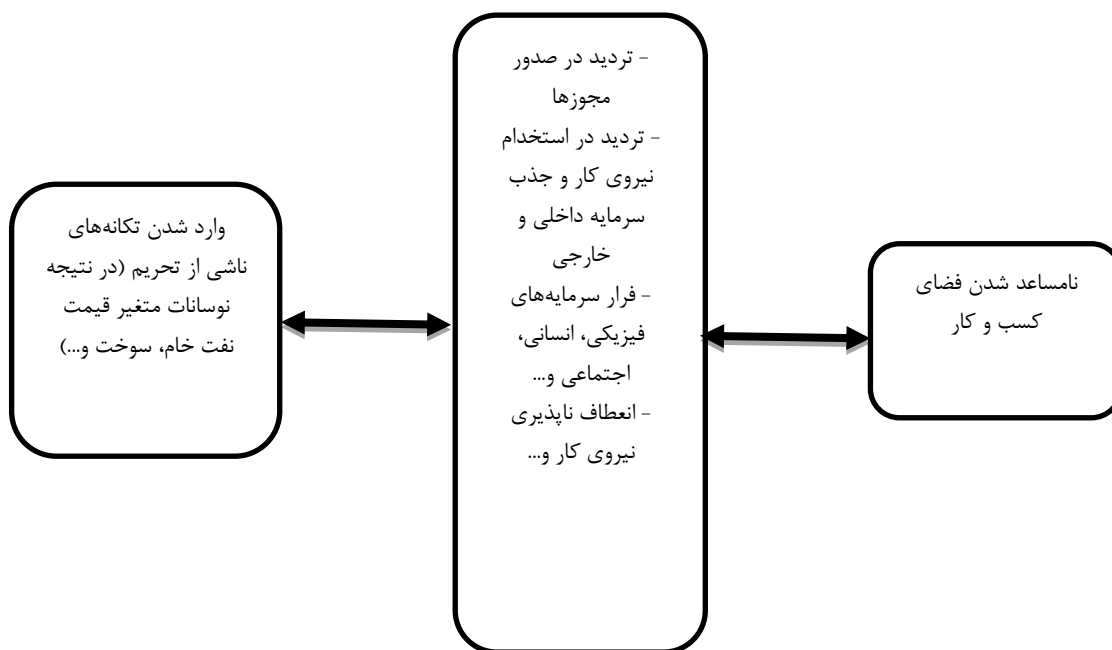 - تردید در صدور
مجوزها
- تردید در استخدام
نیروی کار و جذب
سرمایه داخلی و
خارجی
- فرار سرمایه‌های
فیزیکی، انسانی،
اجتماعی و...
- انعطاف ناپذیری
نیروی کار و...
وارد شدن تکانه‌های
ناشی از تحریم (در نتیجه
نوسانات متغیر قیمت
نفت خام، سوخت و...)
نامساعد شدن فضای
کسب و کار